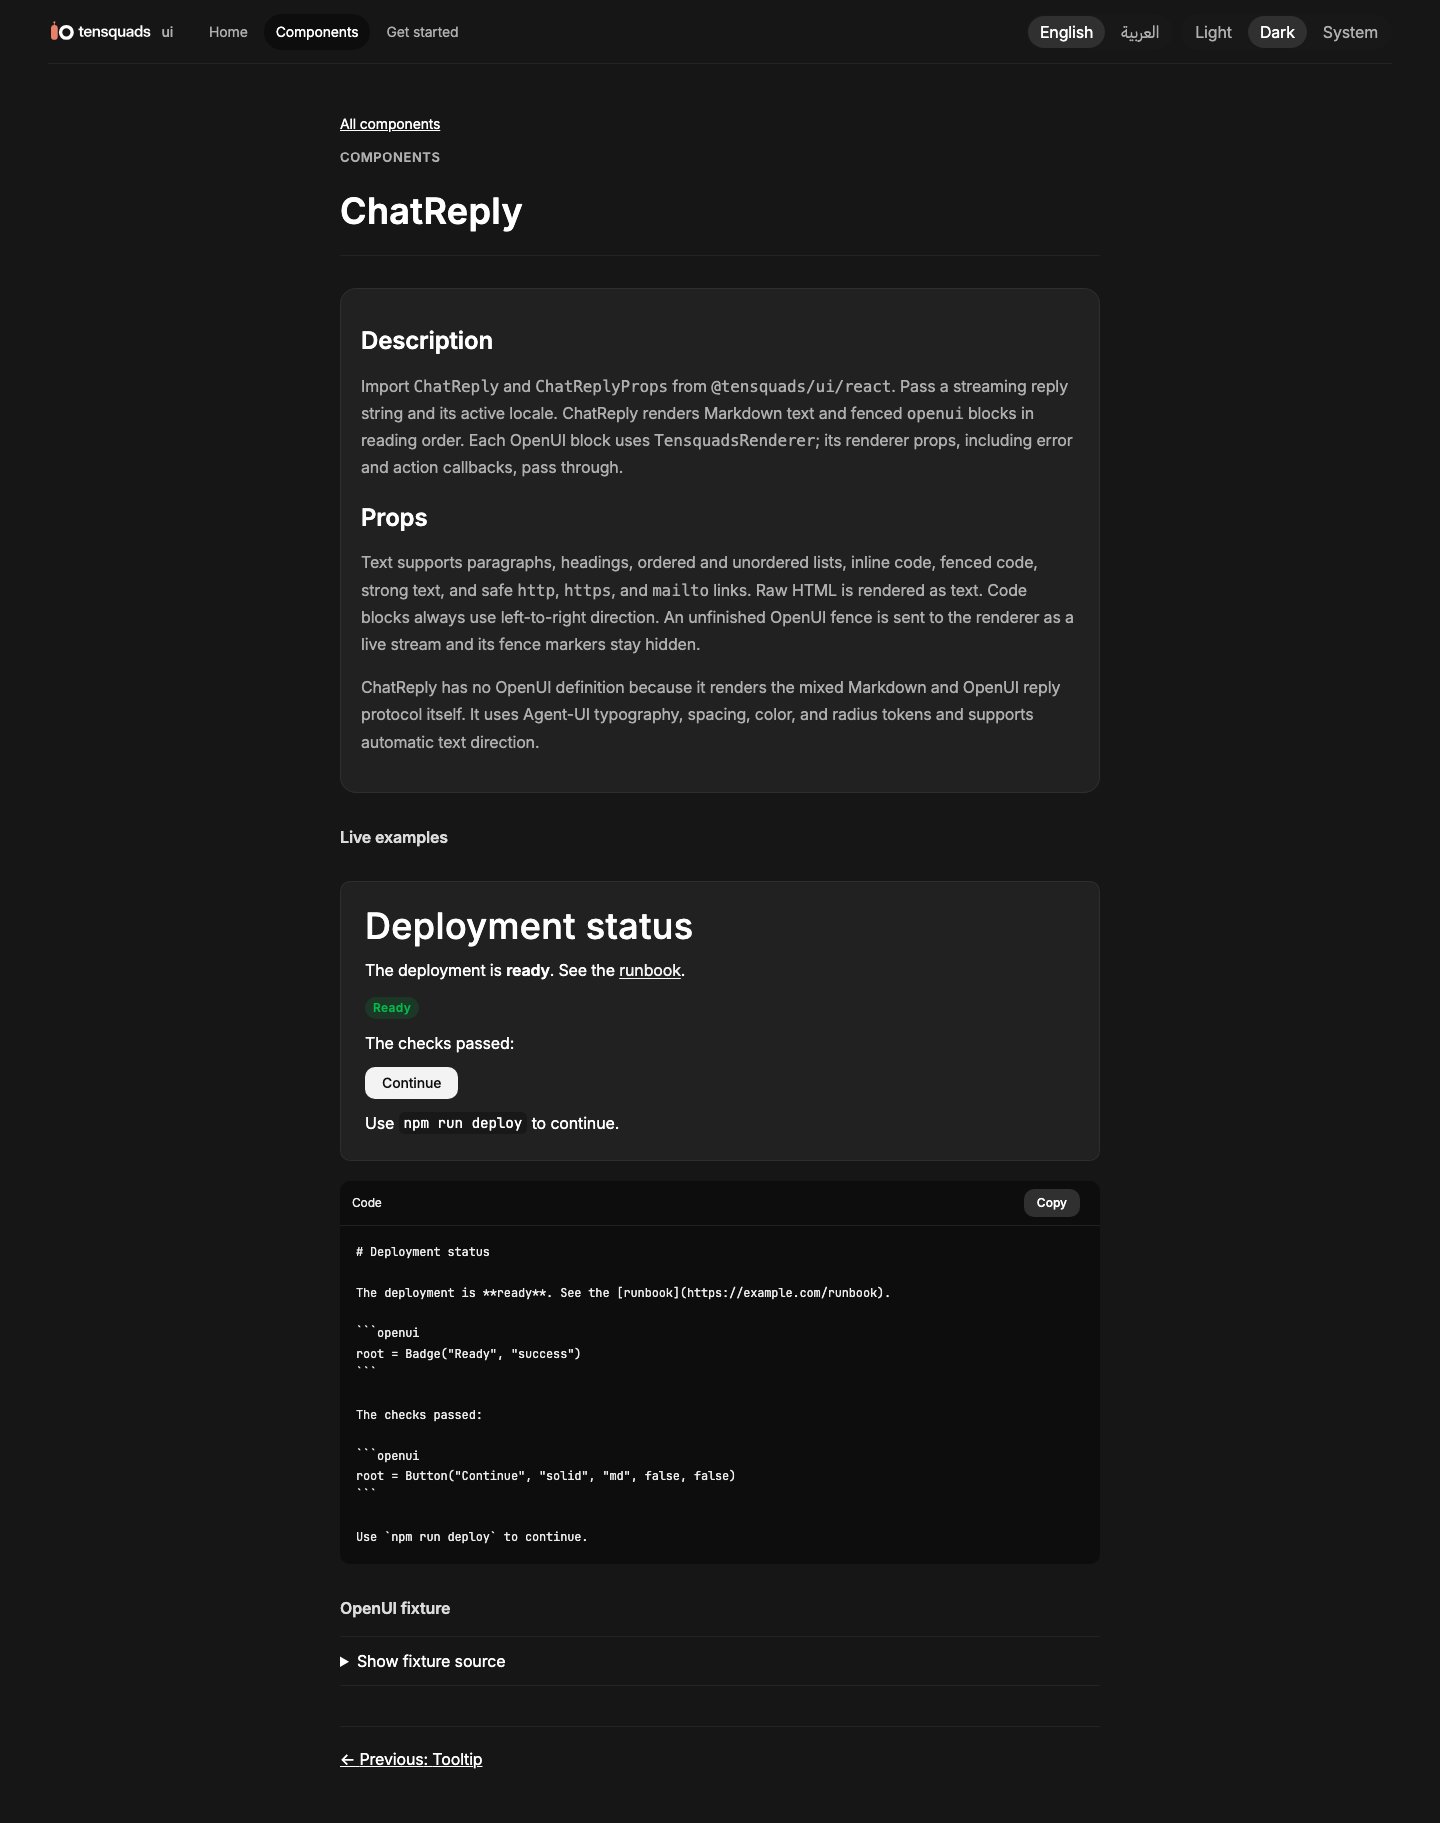 tensquads ui Home Components Get started English العربية Light Dark System
All components
COMPONENTS
ChatReply
Description
Import ChatReply and ChatReplyProps from @tensquads/ui/react. Pass a streaming reply
string and its active locale. ChatReply renders Markdown text and fenced openui blocks in
reading order. Each OpenUI block uses TensquadsRenderer; its renderer props, including error
and action callbacks, pass through.
Props
Text supports paragraphs, headings, ordered and unordered lists, inline code, fenced code,
strong text, and safe http, https, and mailto links. Raw HTML is rendered as text. Code
blocks always use left-to-right direction. An unfinished OpenUI fence is sent to the renderer as a
live stream and its fence markers stay hidden.
ChatReply has no OpenUI definition because it renders the mixed Markdown and OpenUI reply
protocol itself. It uses Agent-UI typography, spacing, color, and radius tokens and supports
automatic text direction.
Live examples
Deployment status
The deployment is ready. See the runbook.
Ready
The checks passed:
Continue
Use npm run deploy to continue.
Code Copy
# Deployment status
The deployment is **ready**. See the [runbook](https://example.com/runbook).
```openui
root = Badge("Ready", "success")
```
The checks passed:
```openui
root = Button("Continue", "solid", "md", false, false)
```
Use `npm run deploy` to continue.
OpenUI fixture
▶ Show fixture source
← Previous: Tooltip